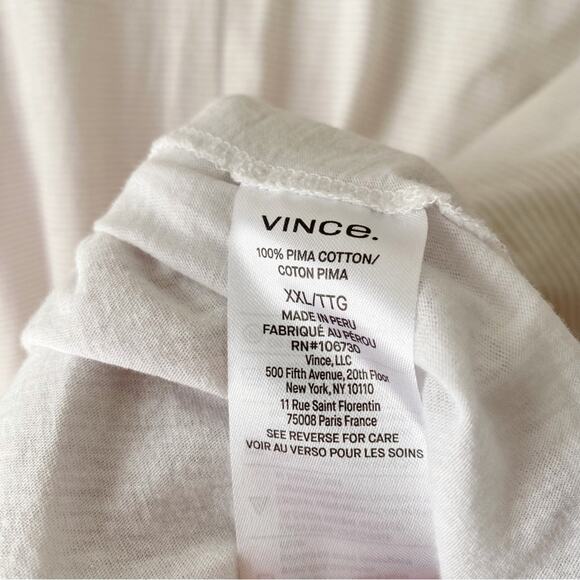 VINCE.
100% PIMA COTTON/
COTON PIMA
XXL/TTG
MADE IN PERU
FABRIQUÉ AU PÉROU
RN#106730
Vince, LLC
500 Fifth Avenue, 20th Floor
New York, NY 10110
11 Rue Saint Florentin
75008 Paris France
SEE REVERSE FOR CARE
VOIR AU VERSO POUR LES SOINS